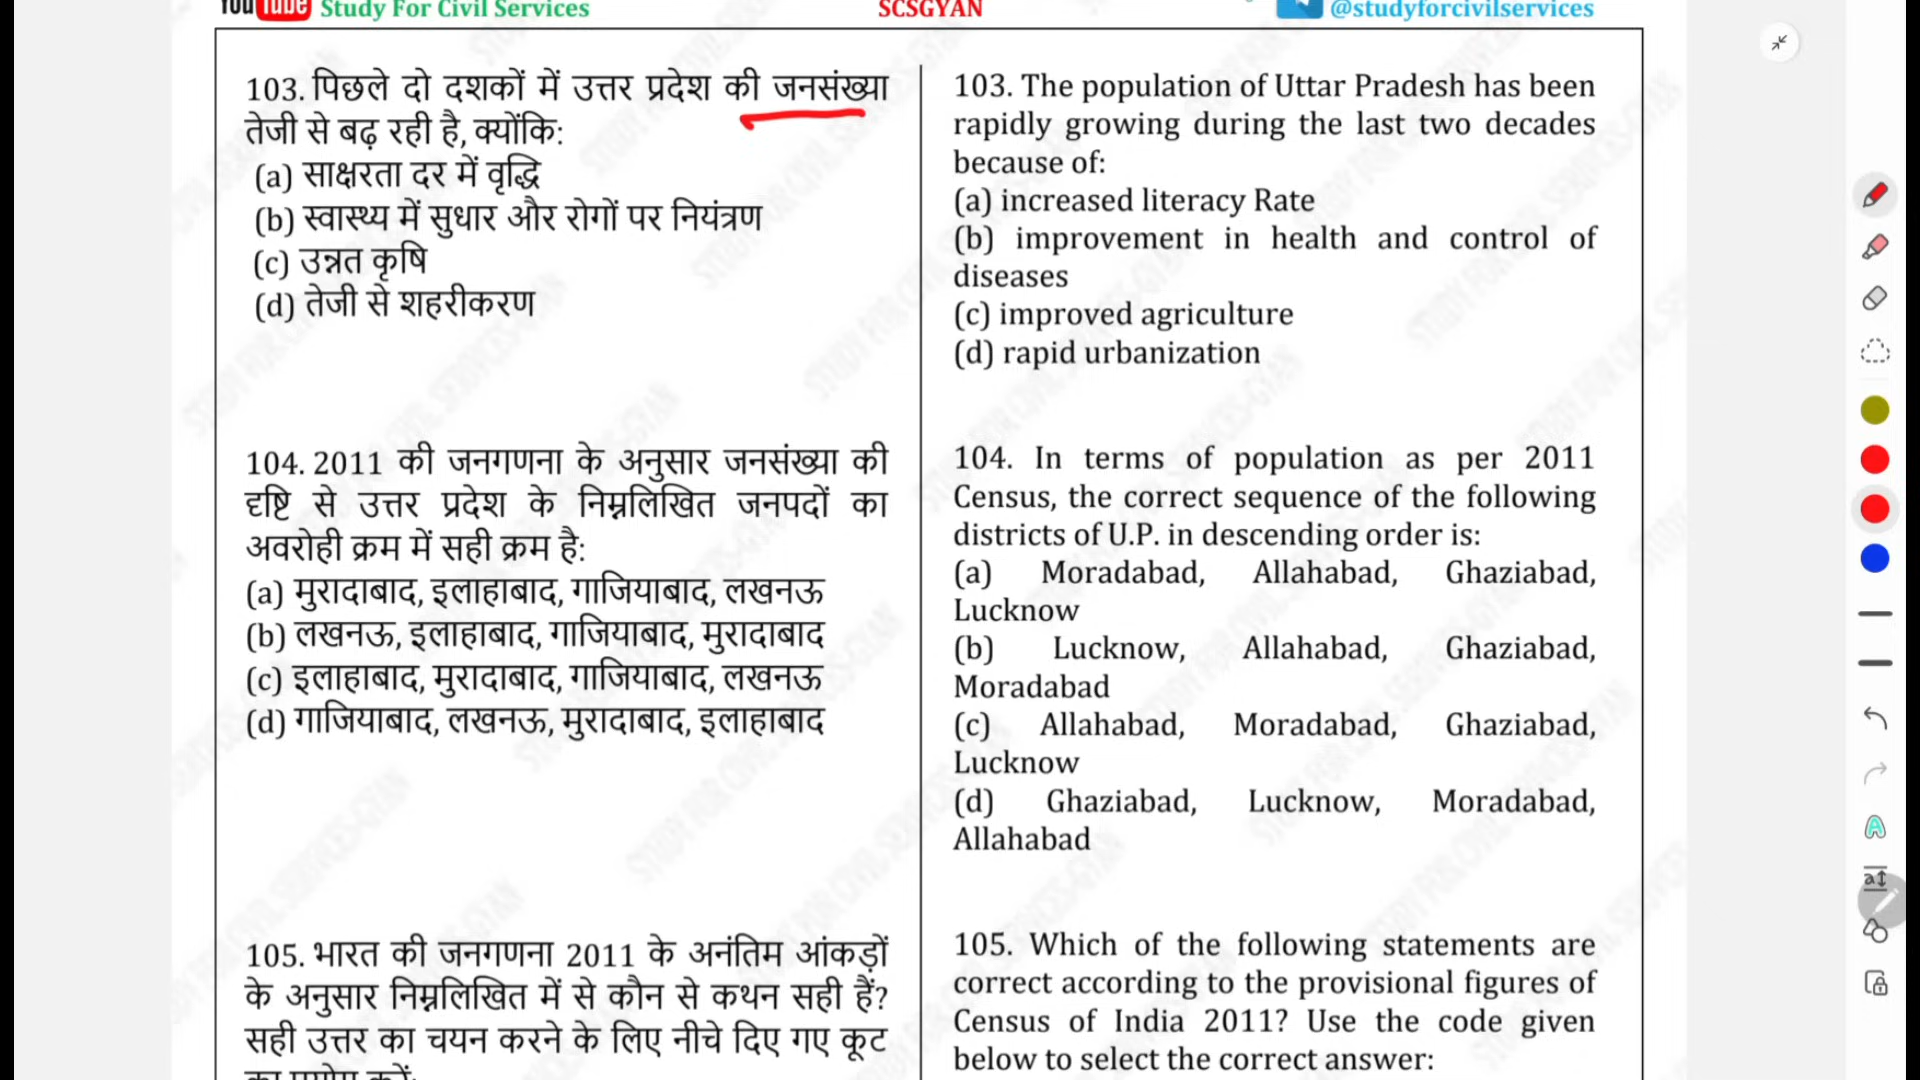 You Tube Study For Civil Services
SCSGYAN
@studyforcivilservices
103. पिछले दो दशकों में उत्तर प्रदेश की जनसंख्या
तेजी से बढ़ रही है, क्योंकि:
(a) साक्षरता दर में वृद्धि
(b) स्वास्थ्य में सुधार और रोगों पर नियंत्रण
(c) उन्नत कृषि
(d) तेजी से शहरीकरण
104. 2011 की जनगणना के अनुसार जनसंख्या की
दृष्टि से उत्तर प्रदेश के निम्नलिखित जनपदों का
अवरोही क्रम में सही क्रम है:
(a) मुरादाबाद, इलाहाबाद, गाजियाबाद, लखनऊ
(b) लखनऊ, इलाहाबाद, गाजियाबाद, मुरादाबाद
(c) इलाहाबाद, मुरादाबाद, गाजियाबाद, लखनऊ
(d) गाजियाबाद, लखनऊ, मुरादाबाद, इलाहाबाद
105. भारत की जनगणना 2011 के अनंतिम आंकड़ों
के अनुसार निम्नलिखित में से कौन से कथन सही हैं?
सही उत्तर का चयन करने के लिए नीचे दिए गए कूट
का प्रयोग करें:
103. The population of Uttar Pradesh has been
rapidly growing during the last two decades
because of:
(a) increased literacy Rate
(b) improvement in health and control of
diseases
(c) improved agriculture
(d) rapid urbanization
104. In terms of population as per 2011
Census, the correct sequence of the following
districts of U.P. in descending order is:
(a) Moradabad, Allahabad, Ghaziabad,
Lucknow
(b) Lucknow, Allahabad, Ghaziabad,
Moradabad
(c) Allahabad, Moradabad, Ghaziabad,
Lucknow
(d) Ghaziabad, Lucknow, Moradabad,
Allahabad
105. Which of the following statements are
correct according to the provisional figures of
Census of India 2011? Use the code given
below to select the correct answer: